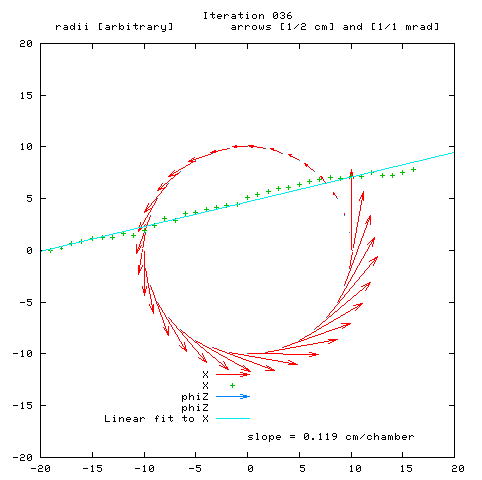 Iteration 036
radii [arbitrary] arrows [1/2 cm] and [1/1 mrad]
20
15
10
5
0
-5
-10
-15
-20
X
X
phiZ
phiZ
Linear fit to X
slope = 0.119 cm/chamber
-20 -15 -10 -5 0 5 10 15 20